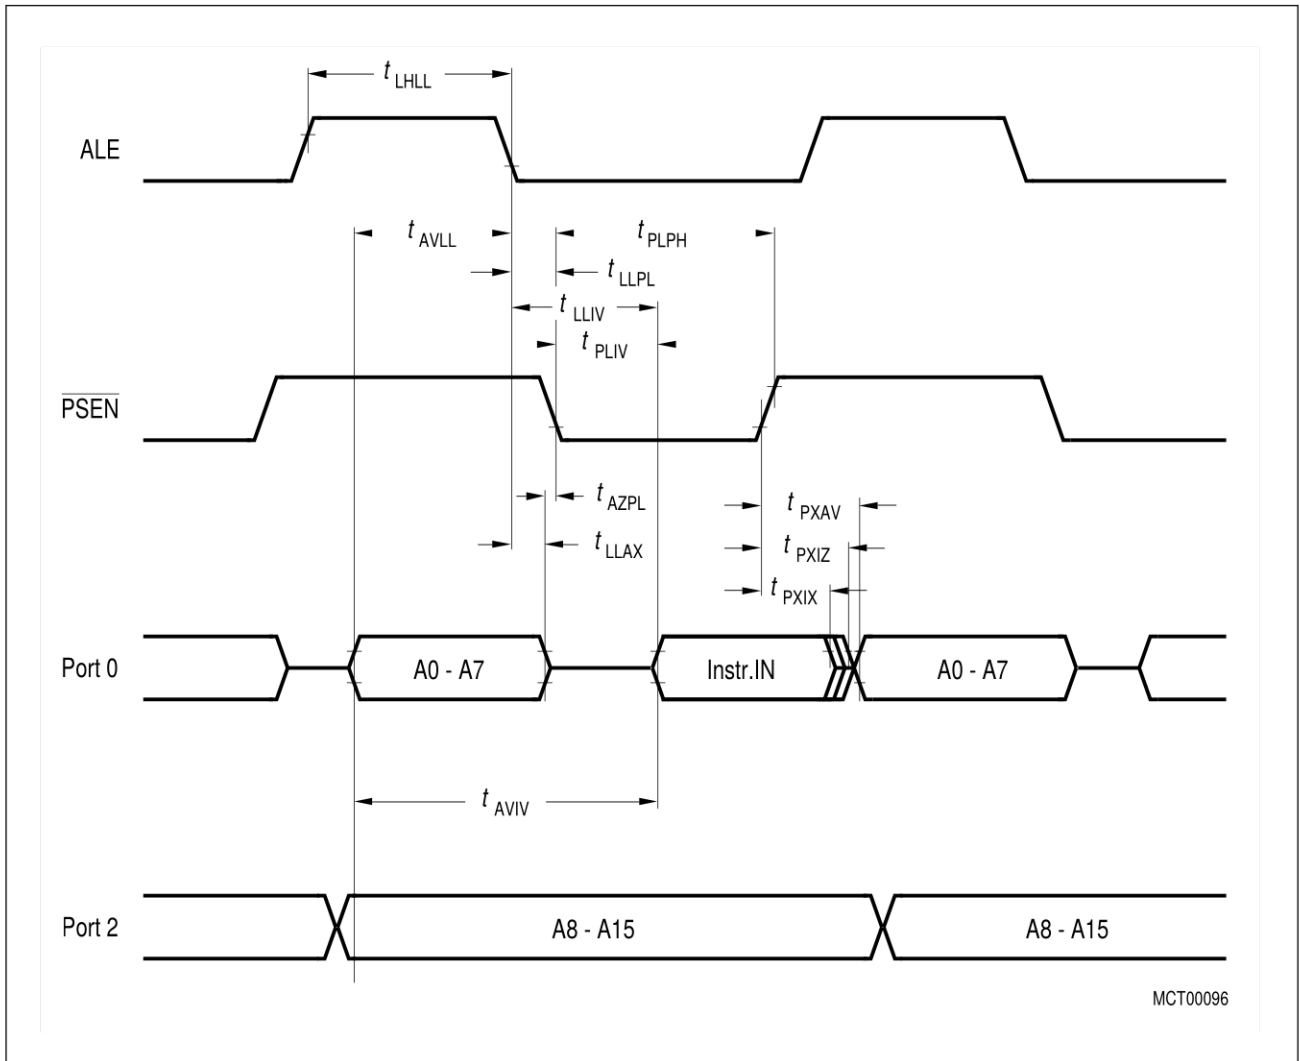 t LHLL
ALE
t AVLL
t PLPH
t LLPL
t LLIV
t PLIV
PSEN
t AZPL
t PXAV
t LLAX
t PXIZ
t PXIX
Port 0
A0 - A7
Instr.IN
A0 - A7
t AVIV
Port 2
A8 - A15
A8 - A15
MCT00096